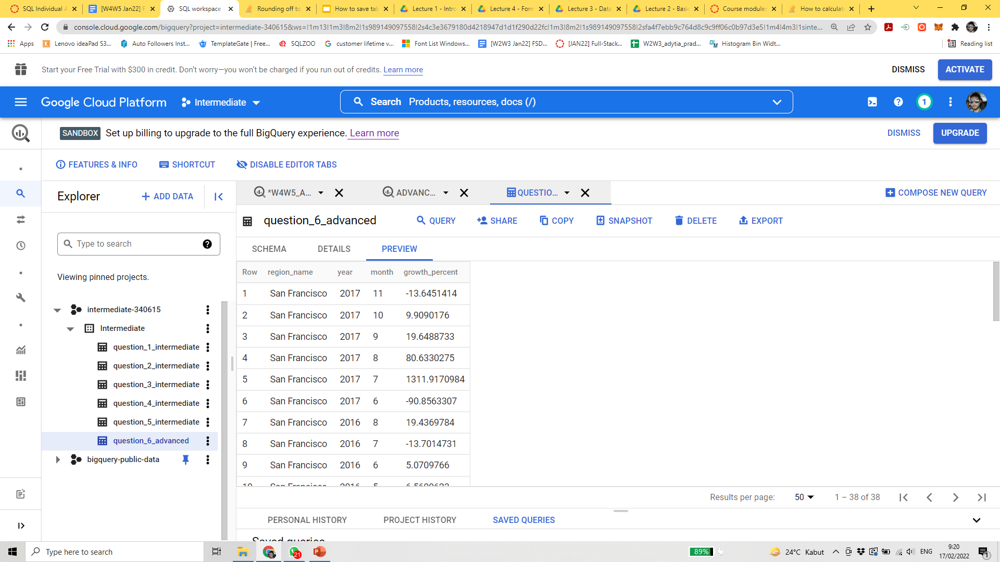 SQL Individual A
[W4W5 Jan22] F
SQL workspace
Rounding off to
How to save tab
Lecture 1 - Intro
Lecture 4 - Form
Lecture 3 - Data
Lecture 2 - Basic
Course modules
How to calculate
console.cloud.google.com/bigquery?project=intermediate-340615&ws=!1m13!1m3!8m2!1s989149097558!2s4c3e3679180d4218947d1d1f290d22fc!1m3!8m2!1s989149097558!2sfa4f7ebb9c764d8c9c9ff06c0b97d3e5!1m4!4m3!1sinte...
Apps
Lenovo ideaPad S3...
Auto Followers Inst...
TemplateGate | Free...
SQLZOO
customer lifetime v...
Font List Windows...
[W2W3 Jan22] FSD...
[JAN22] Full-Stack...
W2W3_adytia_prad...
Histogram Bin Widt...
Reading list
Start your Free Trial with $300 in credit. Don't worry—you won't be charged if you run out of credits. Learn more
DISMISS
ACTIVATE
Google Cloud Platform
Intermediate
Search Products, resources, docs (/)
1
SANDBOX Set up billing to upgrade to the full BigQuery experience. Learn more
DISMISS
UPGRADE
FEATURES & INFO
SHORTCUT
DISABLE EDITOR TABS
Explorer
+ ADD DATA
*W4W5_A...
ADVANC...
QUESTIO...
COMPOSE NEW QUERY
question_6_advanced
QUERY
SHARE
COPY
SNAPSHOT
DELETE
EXPORT
Type to search
SCHEMA
DETAILS
PREVIEW
Viewing pinned projects.
intermediate-340615
Intermediate
question_1_intermediate
question_2_intermediate
question_3_intermediate
question_4_intermediate
question_5_intermediate
question_6_advanced
bigquery-public-data
Row region_name year month growth_percent
1 San Francisco 2017 11 -13.6451414
2 San Francisco 2017 10 9.9090176
3 San Francisco 2017 9 19.6488733
4 San Francisco 2017 8 80.6330275
5 San Francisco 2017 7 1311.9170984
6 San Francisco 2017 6 -90.8563307
7 San Francisco 2016 8 19.4369784
8 San Francisco 2016 7 -13.7014731
9 San Francisco 2016 6 5.0709766
10 San Francisco 2016 5
Results per page: 50 1 – 38 of 38
PERSONAL HISTORY
PROJECT HISTORY
SAVED QUERIES
Saved queries
Type here to search
21
89%
24°C Kabut
ENG
9:20
17/02/2022
1